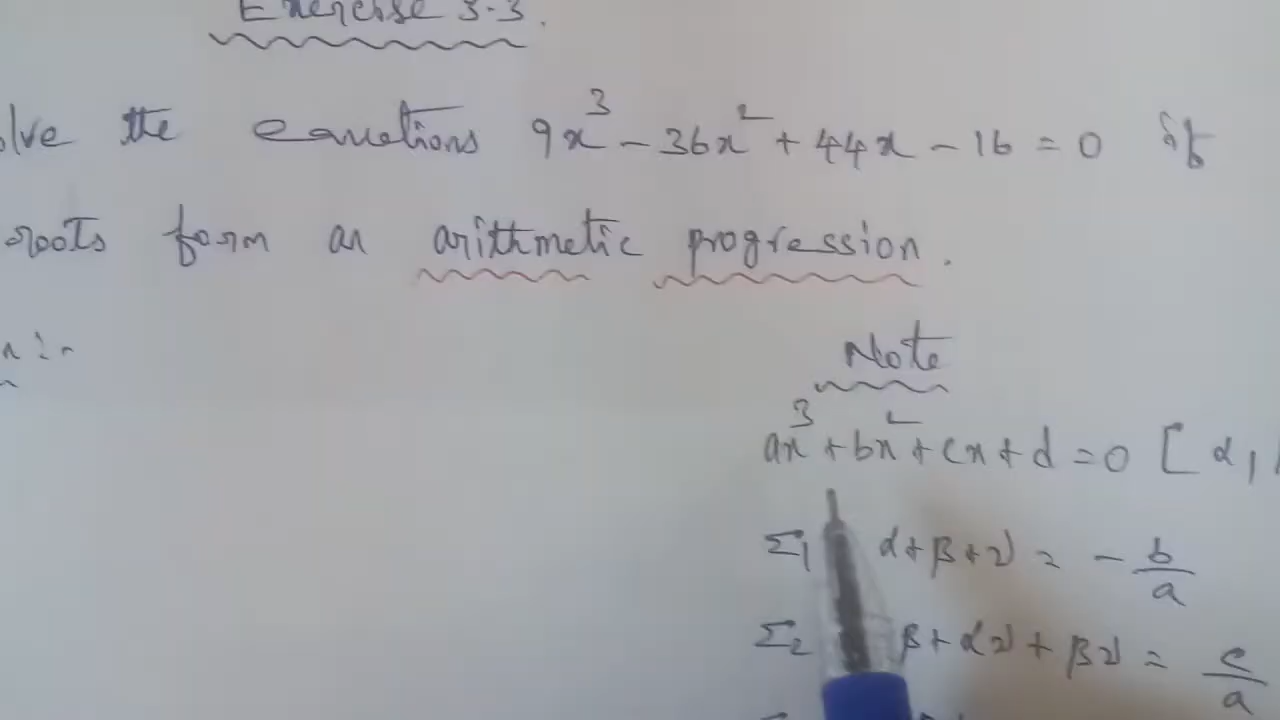 Exercise 3.3.
olve the equations 9x³ - 36x² + 44x - 16 = 0 if
roots form an arithmetic progression.
n :-
Note
ax³ + bx² + cx + d = 0 [ α,
Σ₁ α + β + γ = - b/a
Σ₂ β + αγ + βγ = c/a